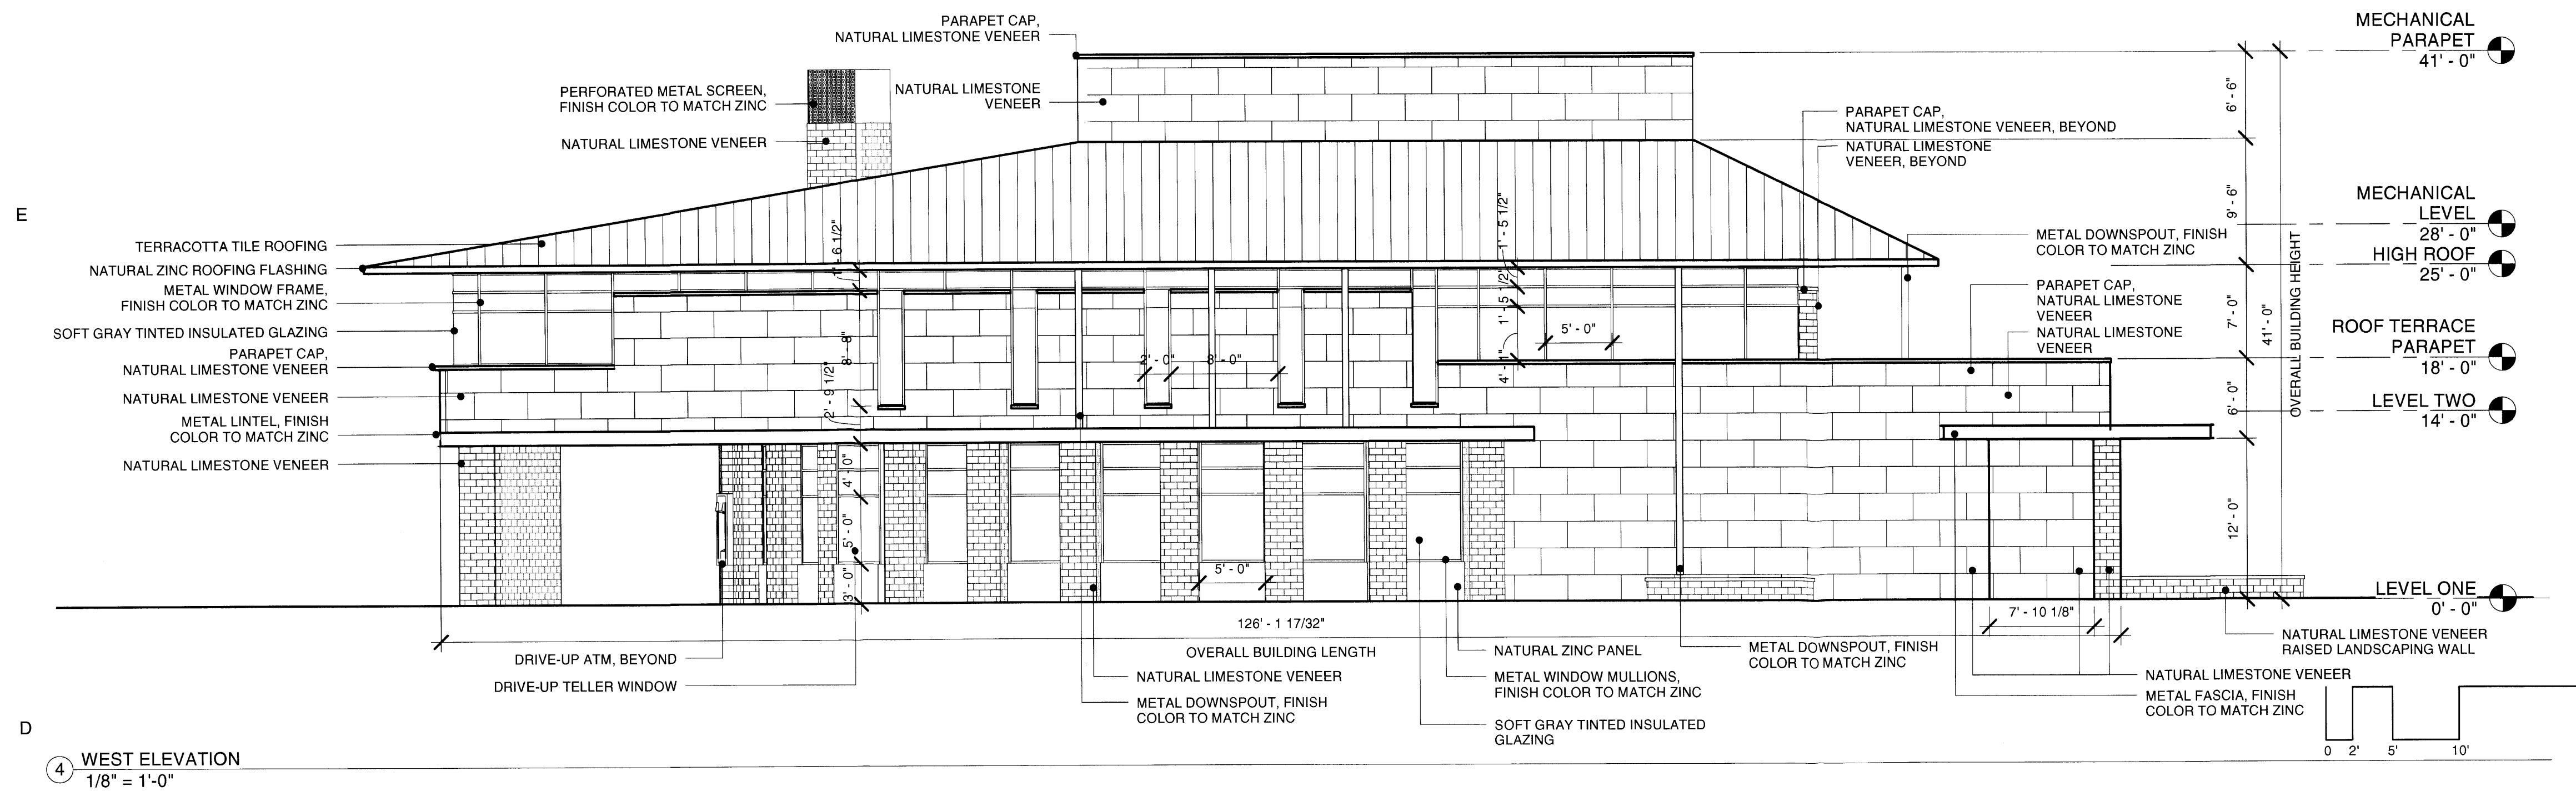 PARAPET CAP,
NATURAL LIMESTONE VENEER
PERFORATED METAL SCREEN,
FINISH COLOR TO MATCH ZINC
NATURAL LIMESTONE
VENEER
NATURAL LIMESTONE VENEER
PARAPET CAP,
NATURAL LIMESTONE VENEER, BEYOND
NATURAL LIMESTONE
VENEER, BEYOND
MECHANICAL
PARAPET
41' - 0"
6' - 6"
9' - 6"
7' - 0"
6' - 0"
12' - 0"
41' - 0"
OVERALL BUILDING HEIGHT
MECHANICAL
LEVEL
28' - 0"
HIGH ROOF
25' - 0"
ROOF TERRACE
PARAPET
18' - 0"
LEVEL TWO
14' - 0"
LEVEL ONE
0' - 0"
E
TERRACOTTA TILE ROOFING
NATURAL ZINC ROOFING FLASHING
METAL WINDOW FRAME,
FINISH COLOR TO MATCH ZINC
SOFT GRAY TINTED INSULATED GLAZING
PARAPET CAP,
NATURAL LIMESTONE VENEER
NATURAL LIMESTONE VENEER
METAL LINTEL, FINISH
COLOR TO MATCH ZINC
NATURAL LIMESTONE VENEER
METAL DOWNSPOUT, FINISH
COLOR TO MATCH ZINC
PARAPET CAP,
NATURAL LIMESTONE
VENEER
NATURAL LIMESTONE
VENEER
1' - 6 1/2"
8' - 8"
2' - 9 1/2"
4' - 0"
5' - 0"
3' - 0"
2' - 0"
8' - 0"
1' - 5 1/2"
1' - 5 1/2"
4' - 1"
5' - 0"
5' - 0"
7' - 10 1/8"
126' - 1 17/32"
OVERALL BUILDING LENGTH
DRIVE-UP ATM, BEYOND
DRIVE-UP TELLER WINDOW
NATURAL LIMESTONE VENEER
METAL DOWNSPOUT, FINISH
COLOR TO MATCH ZINC
NATURAL ZINC PANEL
METAL WINDOW MULLIONS,
FINISH COLOR TO MATCH ZINC
SOFT GRAY TINTED INSULATED
GLAZING
METAL DOWNSPOUT, FINISH
COLOR TO MATCH ZINC
NATURAL LIMESTONE VENEER
RAISED LANDSCAPING WALL
NATURAL LIMESTONE VENEER
METAL FASCIA, FINISH
COLOR TO MATCH ZINC
0 2' 5' 10'
D
4 WEST ELEVATION
1/8" = 1'-0"